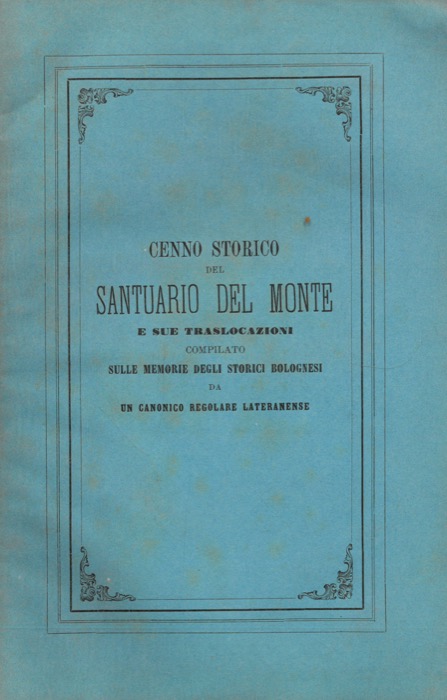 CENNO STORICO
DEL
SANTUARIO DEL MONTE
E SUE TRASLOCAZIONI
COMPILATO
SULLE MEMORIE DEGLI STORICI BOLOGNESI
DA
UN CANONICO REGOLARE LATERANENSE